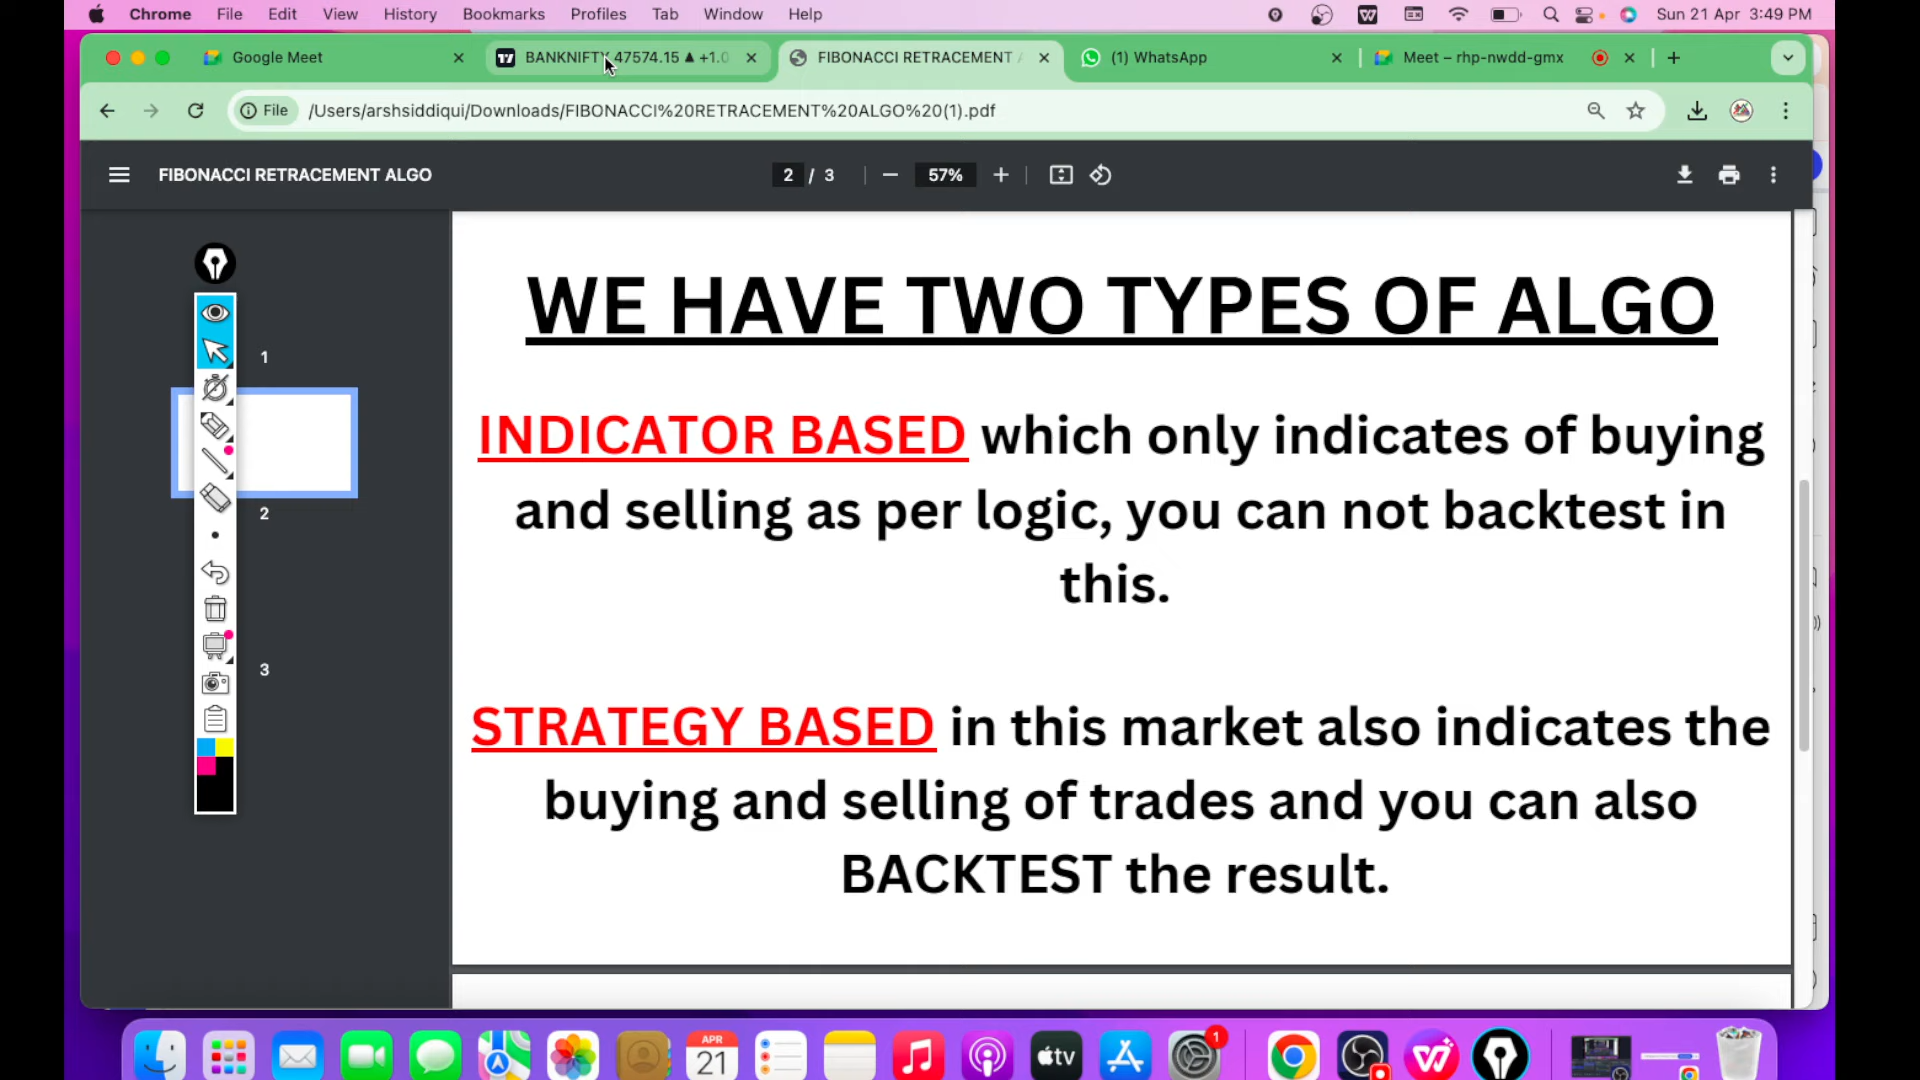 Chrome File Edit View History Bookmarks Profiles Tab Window Help Sun 21 Apr 3:49 PM
Google Meet BANKNIFTY 47574.15 ▲ +1.0 FIBONACCI RETRACEMENT (1) WhatsApp Meet – rhp-nwdd-gmx
File /Users/arshsiddiqui/Downloads/FIBONACCI%20RETRACEMENT%20ALGO%20(1).pdf
FIBONACCI RETRACEMENT ALGO 2 / 3 57%
1
2
3
WE HAVE TWO TYPES OF ALGO
INDICATOR BASED which only indicates of buying
and selling as per logic, you can not backtest in
this.
STRATEGY BASED in this market also indicates the
buying and selling of trades and you can also
BACKTEST the result.
APR
21
tv
1